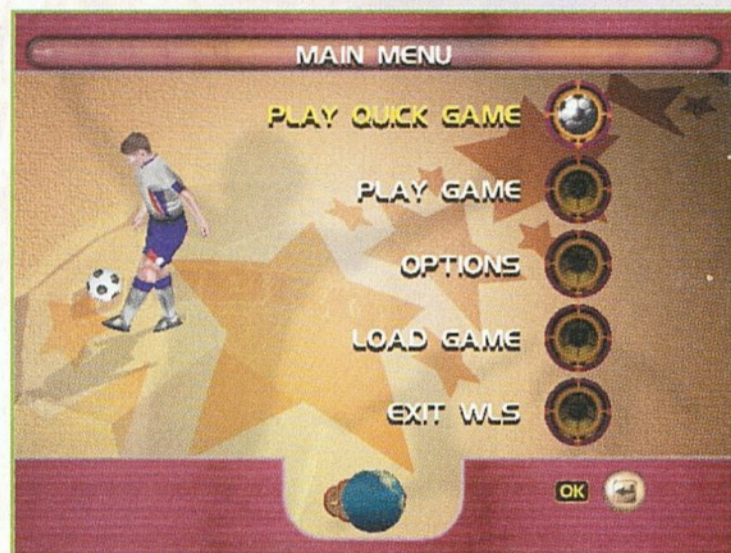 MAIN MENU
PLAY QUICK GAME
PLAY GAME
OPTIONS
LOAD GAME
EXIT WLS
OK